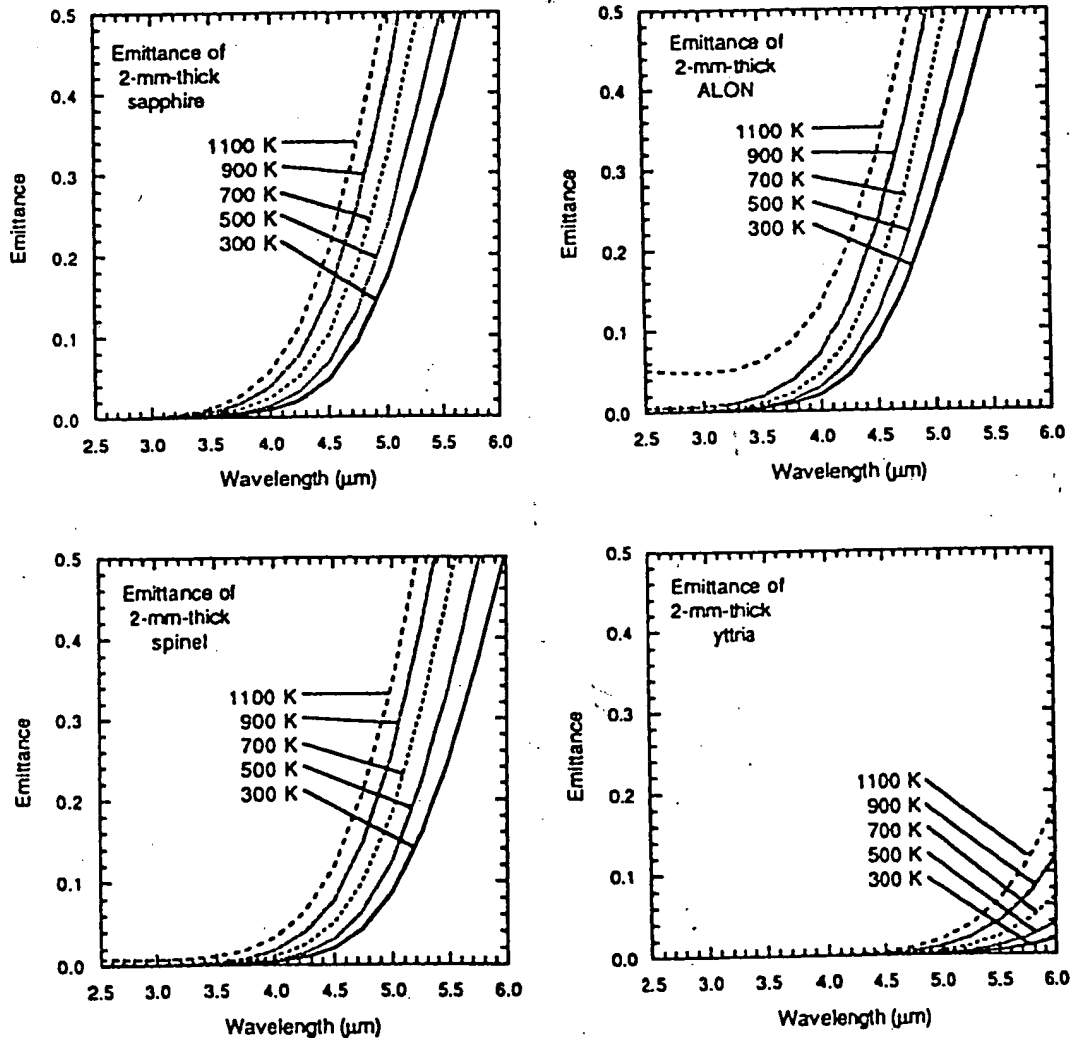 Emittance of
2-mm-thick
sapphire
1100 K
900 K
700 K
500 K
300 K
Emittance
0.5
0.4
0.3
0.2
0.1
0.0
2.5 3.0 3.5 4.0 4.5 5.0 5.5 6.0
Wavelength (μm)
Emittance of
2-mm-thick
ALON
1100 K
900 K
700 K
500 K
300 K
Emittance
0.5
0.4
0.3
0.2
0.1
0.0
2.5 3.0 3.5 4.0 4.5 5.0 5.5 6.0
Wavelength (μm)
Emittance of
2-mm-thick
spinel
1100 K
900 K
700 K
500 K
300 K
Emittance
0.5
0.4
0.3
0.2
0.1
0.0
2.5 3.0 3.5 4.0 4.5 5.0 5.5 6.0
Wavelength (μm)
Emittance of
2-mm-thick
yttria
1100 K
900 K
700 K
500 K
300 K
Emittance
0.5
0.4
0.3
0.2
0.1
0.0
2.5 3.0 3.5 4.0 4.5 5.0 5.5 6.0
Wavelength (μm)